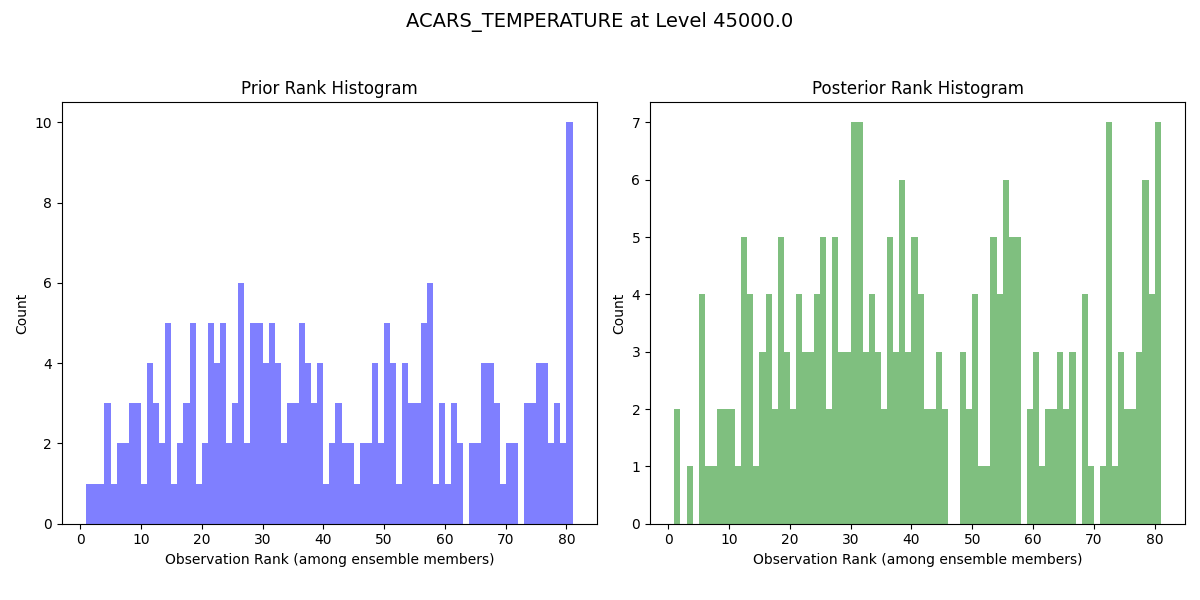 ACARS_TEMPERATURE at Level 45000.0
Prior Rank Histogram
Count
10
8
6
4
2
0
0 10 20 30 40 50 60 70 80
Observation Rank (among ensemble members)
Posterior Rank Histogram
Count
7
6
5
4
3
2
1
0
0 10 20 30 40 50 60 70 80
Observation Rank (among ensemble members)